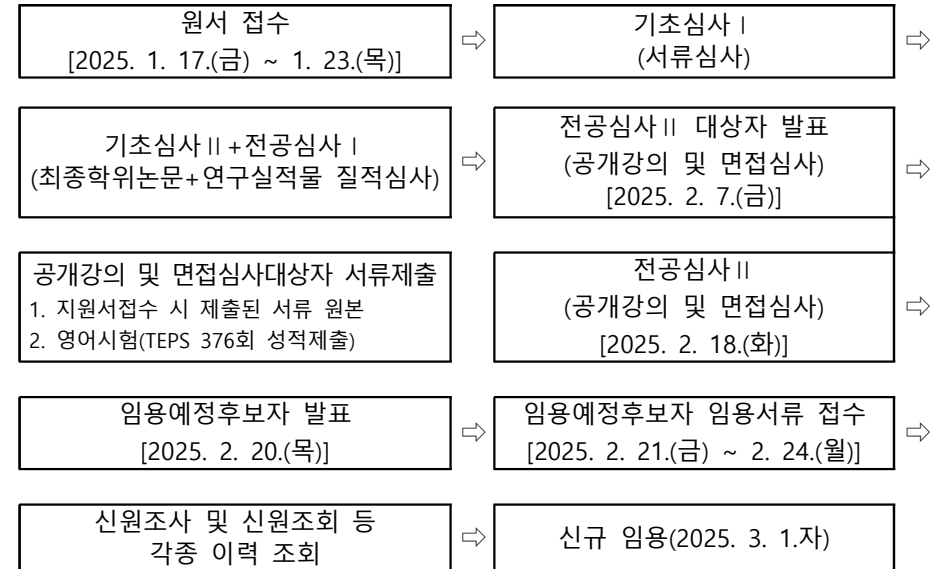 원서 접수
[2025. 1. 17.(금) ~ 1. 23.(목)]
⇨
기초심사Ⅰ
(서류심사)
⇨
기초심사Ⅱ+전공심사Ⅰ
(최종학위논문+연구실적물 질적심사)
⇨
전공심사Ⅱ 대상자 발표
(공개강의 및 면접심사)
[2025. 2. 7.(금)]
⇨
공개강의 및 면접심사대상자 서류제출
1. 지원서접수 시 제출된 서류 원본
2. 영어시험(TEPS 376회 성적제출)
전공심사Ⅱ
(공개강의 및 면접심사)
[2025. 2. 18.(화)]
⇨
임용예정후보자 발표
[2025. 2. 20.(목)]
⇨
임용예정후보자 임용서류 접수
[2025. 2. 21.(금) ~ 2. 24.(월)]
⇨
신원조사 및 신원조회 등
각종 이력 조회
⇨
신규 임용(2025. 3. 1.자)